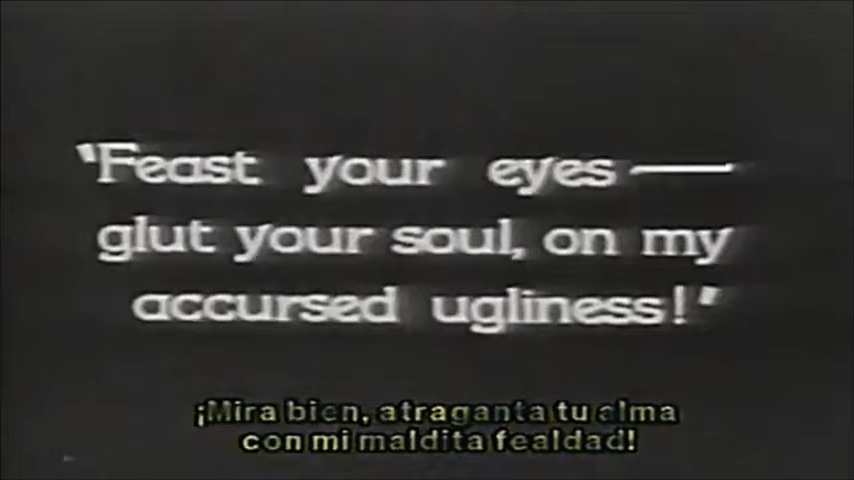 "Feast your eyes—
glut your soul, on my
accursed ugliness!"
¡Mira bien, atraganta tu alma
con mi maldita fealdad!